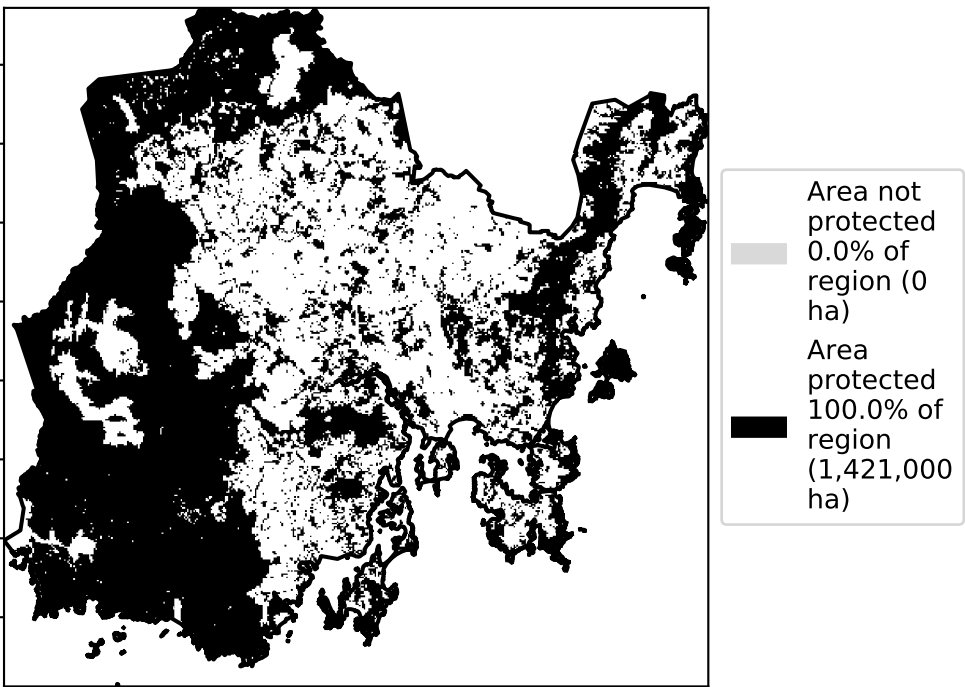 Area not
protected
0.0% of
region (0
ha)
Area
protected
100.0% of
region
(1,421,000
ha)